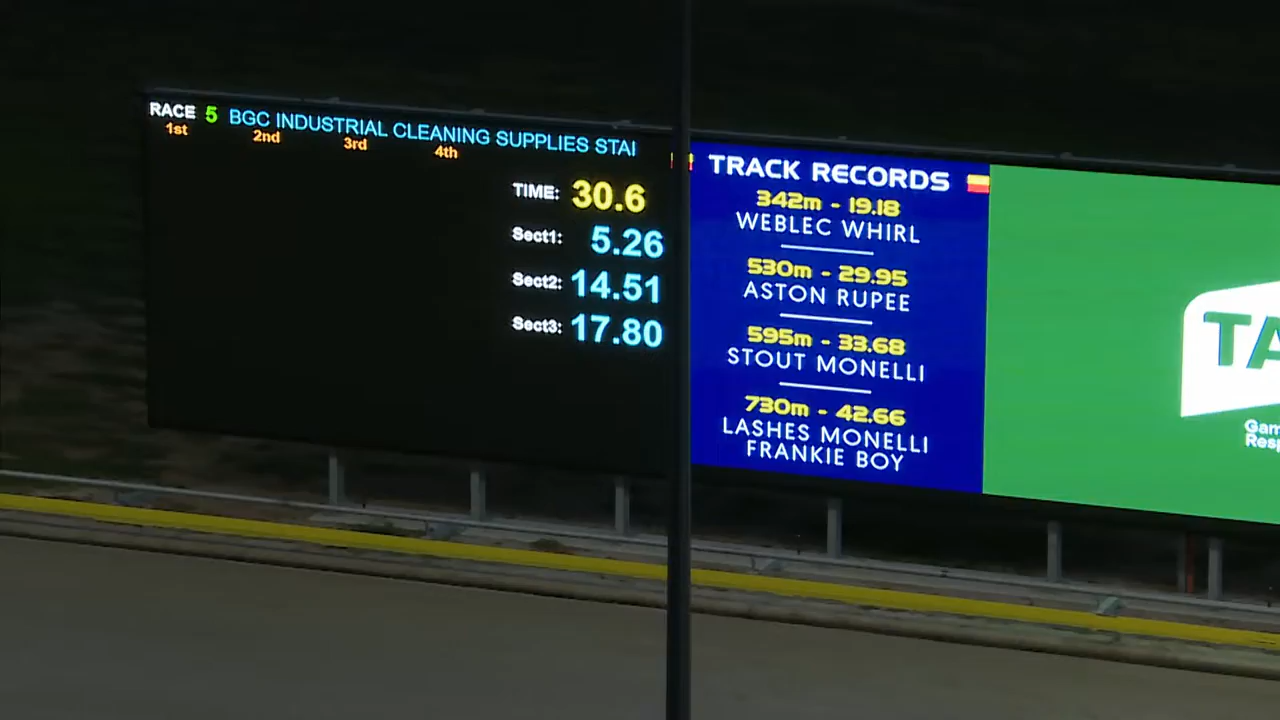 RACE 5 BGC INDUSTRIAL CLEANING SUPPLIES STAI
1st 2nd 3rd 4th
TIME: 30.6
Sect1: 5.26
Sect2: 14.51
Sect3: 17.80
TRACK RECORDS
342m - 19.18
WEBLEC WHIRL
530m - 29.95
ASTON RUPEE
595m - 33.68
STOUT MONELLI
730m - 42.66
LASHES MONELLI
FRANKIE BOY
TA
Gam
Resp